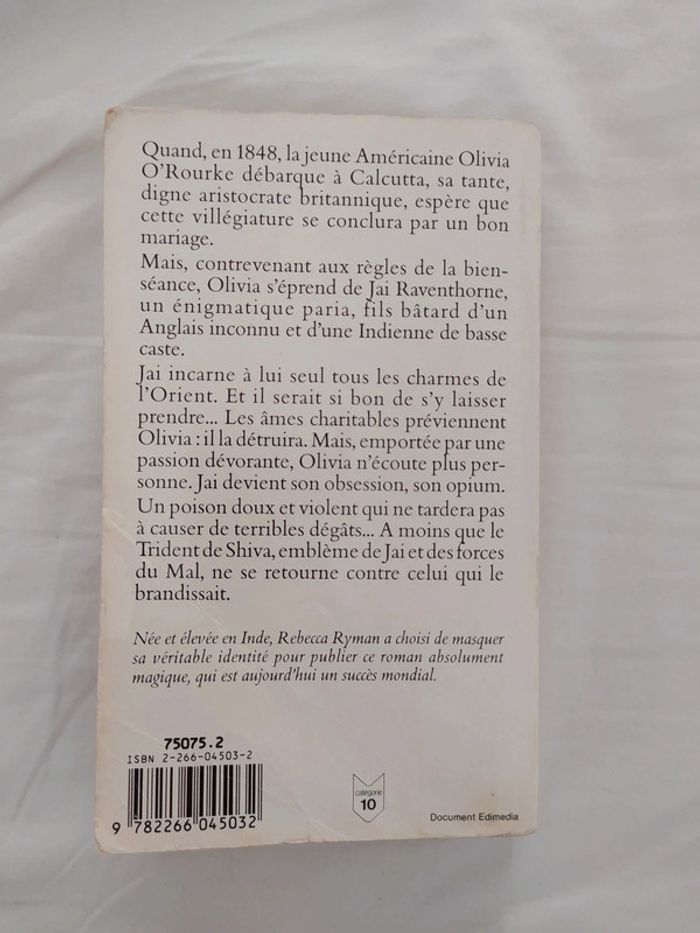 Quand, en 1848, la jeune Américaine Olivia
O'Rourke débarque à Calcutta, sa tante,
digne aristocrate britannique, espère que
cette villégiature se conclura par un bon
mariage.
Mais, contrevenant aux règles de la bien-
séance, Olivia s'éprend de Jai Raventhorne,
un énigmatique paria, fils bâtard d'un
Anglais inconnu et d'une Indienne de basse
caste.
Jai incarne à lui seul tous les charmes de
l'Orient. Et il serait si bon de s'y laisser
prendre... Les âmes charitables préviennent
Olivia : il la détruira. Mais, emportée par une
passion dévorante, Olivia n'écoute plus per-
sonne. Jai devient son obsession, son opium.
Un poison doux et violent qui ne tardera pas
à causer de terribles dégâts... A moins que le
Trident de Shiva, emblème de Jai et des forces
du Mal, ne se retourne contre celui qui le
brandissait.
Née et élevée en Inde, Rebecca Ryman a choisi de masquer
sa véritable identité pour publier ce roman absolument
magique, qui est aujourd'hui un succès mondial.
75075.2
ISBN 2-266-04503-2
9 782266 045032
catégorie
10
Document Edimedia